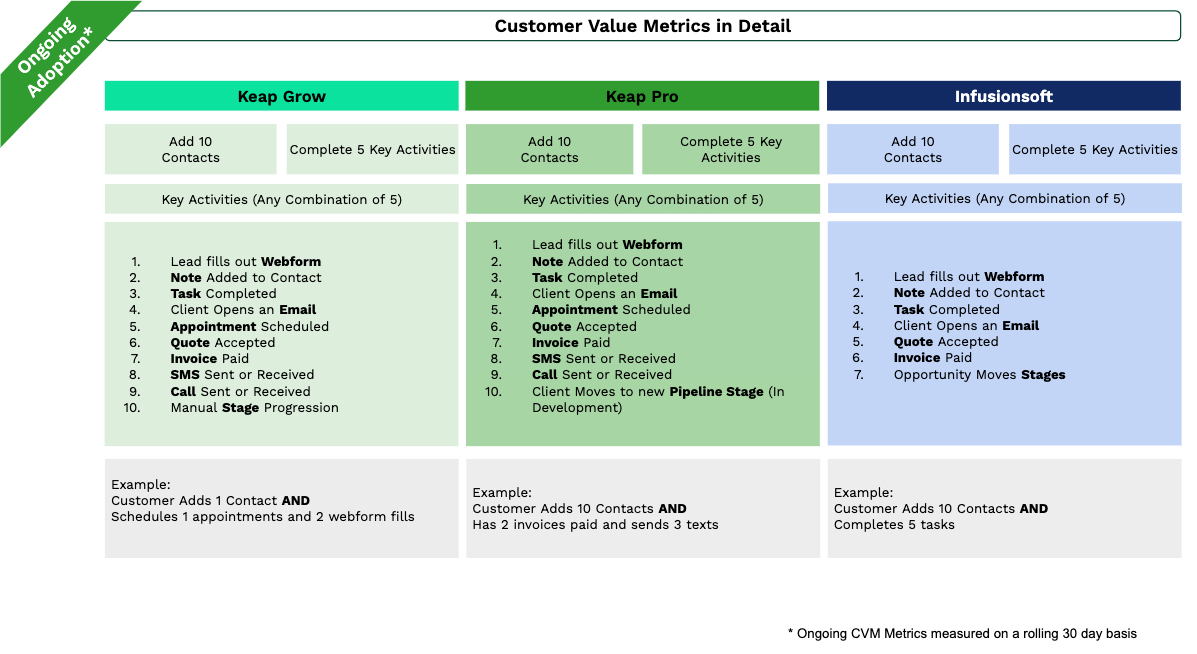 Ongoing
Adoption*
Customer Value Metrics in Detail
Keap Grow
Keap Pro
Infusionsoft
Add 10
Contacts
Complete 5 Key Activities
Add 10
Contacts
Complete 5 Key
Activities
Add 10
Contacts
Complete 5 Key Activities
Key Activities (Any Combination of 5)
Key Activities (Any Combination of 5)
Key Activities (Any Combination of 5)
1. Lead fills out Webform
2. Note Added to Contact
3. Task Completed
4. Client Opens an Email
5. Appointment Scheduled
6. Quote Accepted
7. Invoice Paid
8. SMS Sent or Received
9. Call Sent or Received
10. Manual Stage Progression
1. Lead fills out Webform
2. Note Added to Contact
3. Task Completed
4. Client Opens an Email
5. Appointment Scheduled
6. Quote Accepted
7. Invoice Paid
8. SMS Sent or Received
9. Call Sent or Received
10. Client Moves to new Pipeline Stage (In
Development)
1. Lead fills out Webform
2. Note Added to Contact
3. Task Completed
4. Client Opens an Email
5. Quote Accepted
6. Invoice Paid
7. Opportunity Moves Stages
Example:
Customer Adds 1 Contact AND
Schedules 1 appointments and 2 webform fills
Example:
Customer Adds 10 Contacts AND
Has 2 invoices paid and sends 3 texts
Example:
Customer Adds 10 Contacts AND
Completes 5 tasks
* Ongoing CVM Metrics measured on a rolling 30 day basis